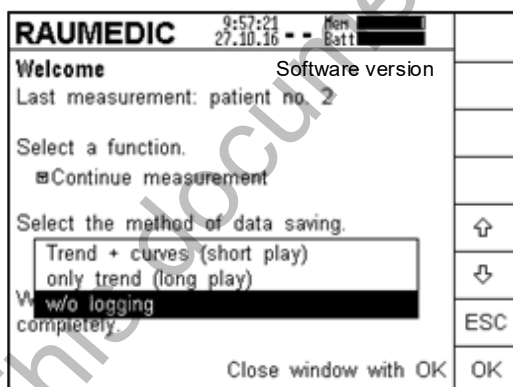 RAUMEDIC 9:57:21 Mem
27.10.16 - - Batt
Welcome Software version
Last measurement: patient no. 2
Select a function.
Continue measurement
Select the method of data saving.
Trend + curves (short play)
only trend (long play)
w/o logging
completely.
ESC
Close window with OK OK
This docume